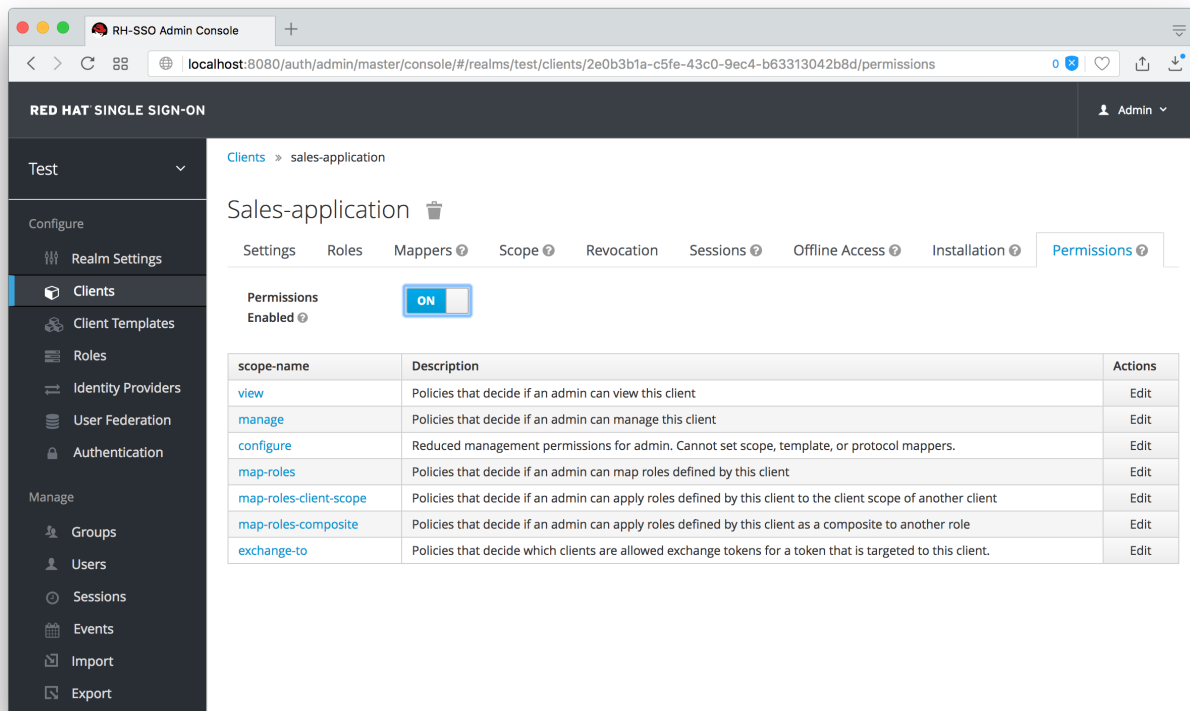 RH-SSO Admin Console
localhost:8080/auth/admin/master/console/#/realms/test/clients/2e0b3b1a-c5fe-43c0-9ec4-b63313042b8d/permissions 0
RED HAT SINGLE SIGN-ON Admin
Test
Configure
Realm Settings
Clients
Client Templates
Roles
Identity Providers
User Federation
Authentication
Manage
Groups
Users
Sessions
Events
Import
Export
Clients » sales-application
Sales-application
Settings Roles Mappers Scope Revocation Sessions Offline Access Installation Permissions
Permissions
Enabled
ON
scope-name Description Actions
view Policies that decide if an admin can view this client Edit
manage Policies that decide if an admin can manage this client Edit
configure Reduced management permissions for admin. Cannot set scope, template, or protocol mappers. Edit
map-roles Policies that decide if an admin can map roles defined by this client Edit
map-roles-client-scope Policies that decide if an admin can apply roles defined by this client to the client scope of another client Edit
map-roles-composite Policies that decide if an admin can apply roles defined by this client as a composite to another role Edit
exchange-to Policies that decide which clients are allowed exchange tokens for a token that is targeted to this client. Edit